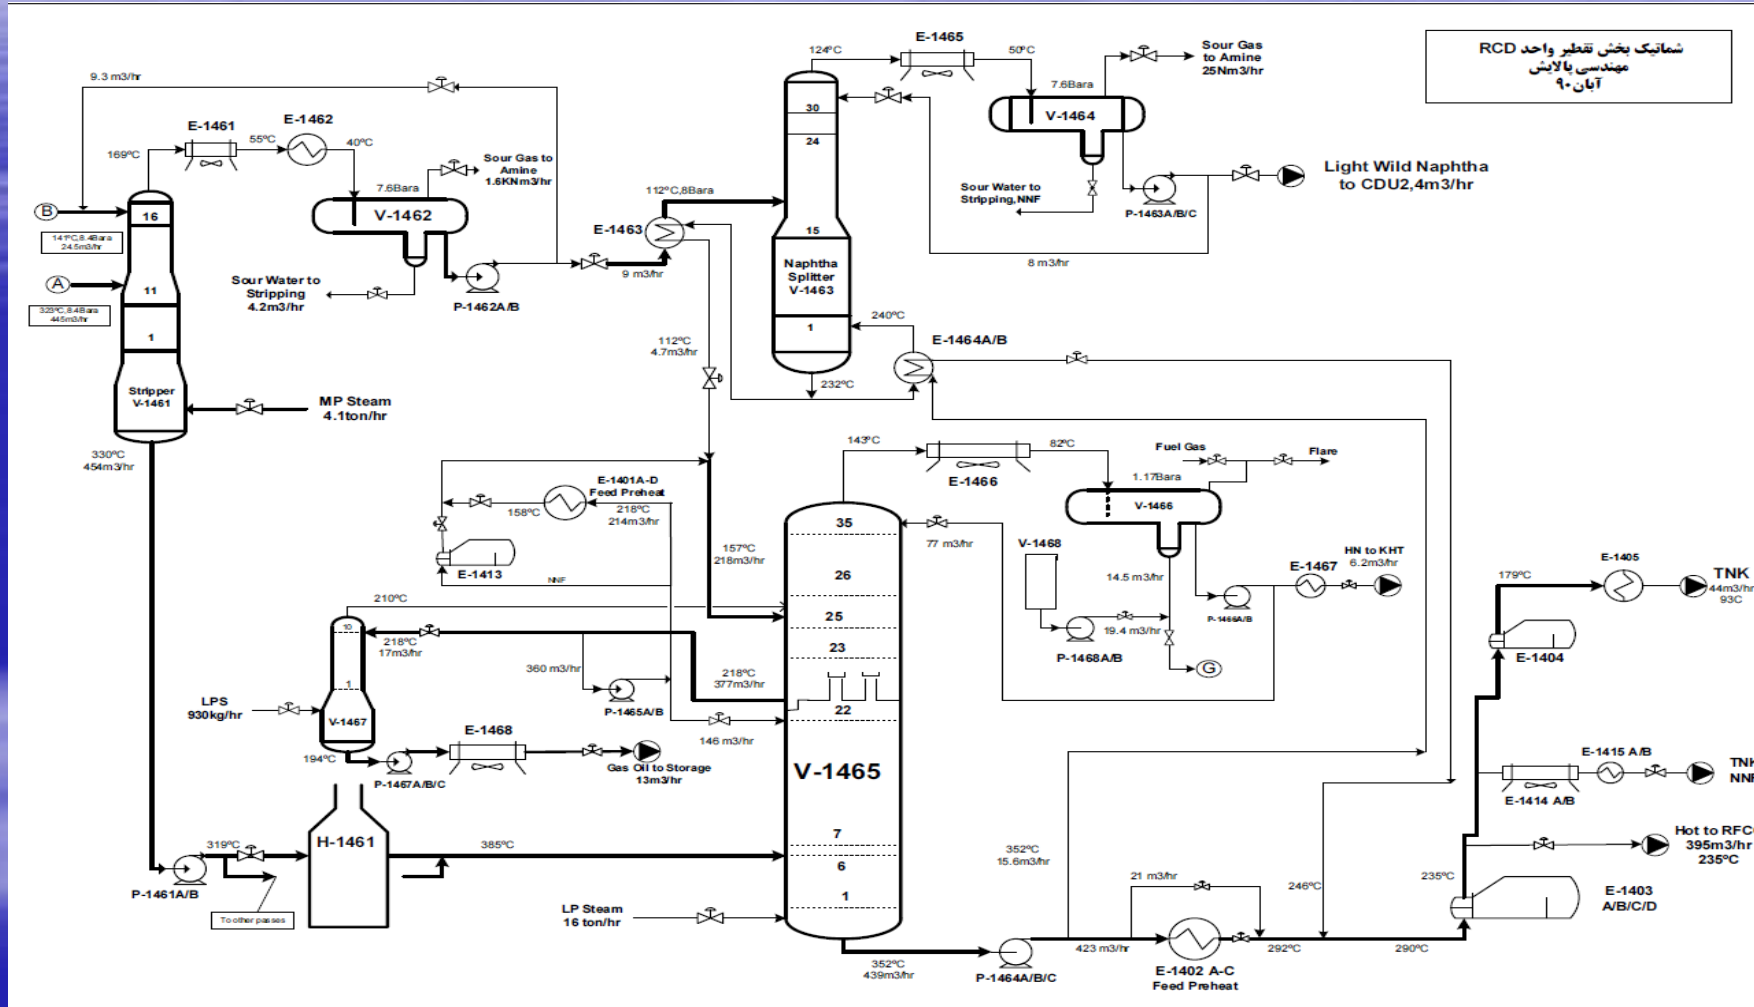 شماتیک بخش تقطیر واحد RCD
مهندسی پالایش
آبان ۹۰
9.3 m3/hr
E-1461
E-1462
169ºC
55ºC
40ºC
7.6Bara
Sour Gas to
Amine
1.6KNm3/hr
V-1462
B
16
141ºC,8.4Bara
24.5m3/hr
A
11
323ºC,8.4Bara
445m3/hr
1
Stripper
V-1461
MP Steam
4.1ton/hr
330ºC
454m3/hr
Sour Water to
Stripping
4.2m3/hr
P-1462A/B
E-1463
9 m3/hr
112ºC,8Bara
124ºC
E-1465
50ºC
Sour Gas
to Amine
25Nm3/hr
7.6Bara
V-1464
30
24
15
Naphtha
Splitter
V-1463
1
Sour Water to
Stripping,NNF
P-1463A/B/C
Light Wild Naphtha
to CDU2,4m3/hr
8 m3/hr
240ºC
E-1464A/B
232ºC
112ºC
4.7m3/hr
143ºC
E-1466
82ºC
Fuel Gas
Flare
1.17Bara
V-1466
E-1401A-D
Feed Preheat
158ºC
218ºC
214m3/hr
E-1413
NNF
157ºC
218m3/hr
35
26
25
23
22
V-1465
7
6
1
77 m3/hr
V-1468
14.5 m3/hr
P-1468A/B
19.4 m3/hr
G
P-1466A/B
E-1467
HN to KHT
6.2m3/hr
210ºC
10
1
V-1467
218ºC
17m3/hr
360 m3/hr
P-1465A/B
218ºC
377m3/hr
146 m3/hr
LPS
930kg/hr
194ºC
P-1467A/B/C
E-1468
Gas Oil to Storage
13m3/hr
H-1461
319ºC
P-1461A/B
To other passes
385ºC
LP Steam
16 ton/hr
352ºC
439m3/hr
P-1464A/B/C
352ºC
15.6m3/hr
423 m3/hr
21 m3/hr
E-1402 A-C
Feed Preheat
292ºC
246ºC
290ºC
235ºC
E-1403
A/B/C/D
Hot to RFC
395m3/hr
235ºC
E-1414 A/B
E-1415 A/B
TNK
NNF
179ºC
E-1404
E-1405
TNK
44m3/hr
93C